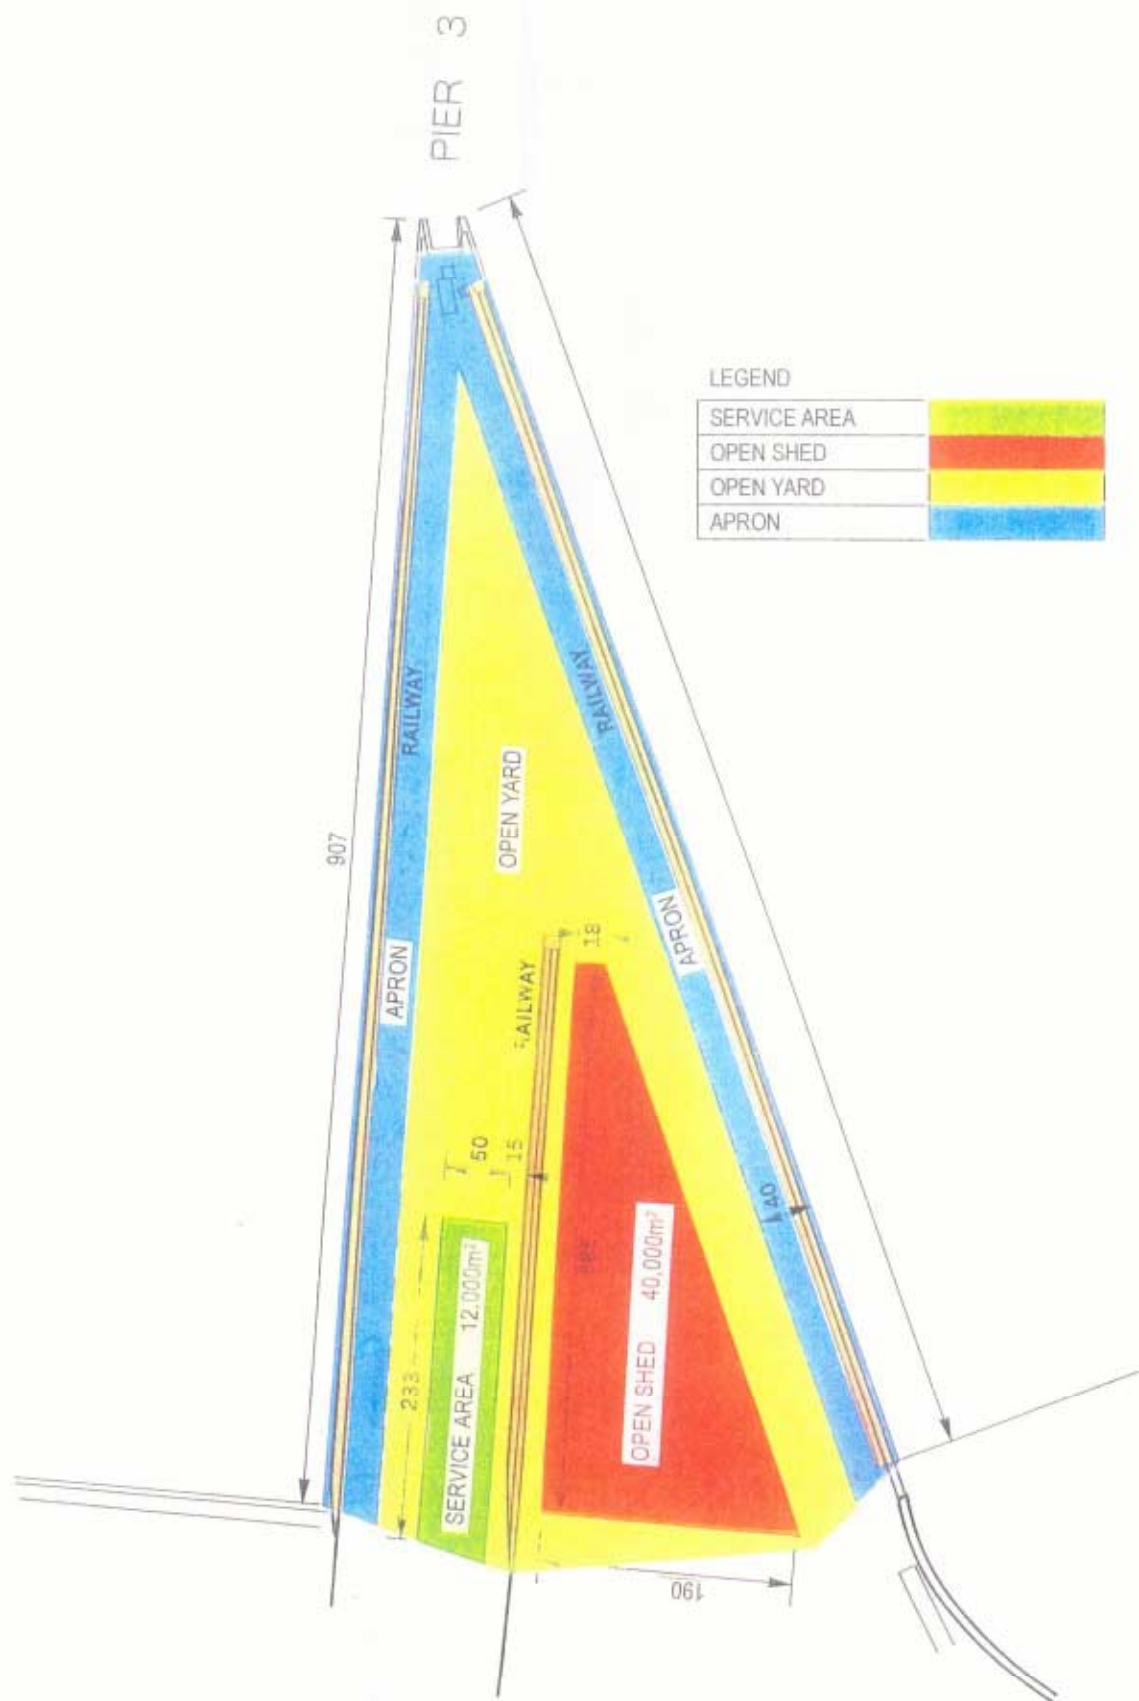 PIER 3
LEGEND
SERVICE AREA
OPEN SHED
OPEN YARD
APRON
907
RAILWAY
RAILWAY
OPEN YARD
APRON
APRON
18
50
15
40
233
SERVICE AREA 12.000m²
OPEN SHED 40,000m²
190